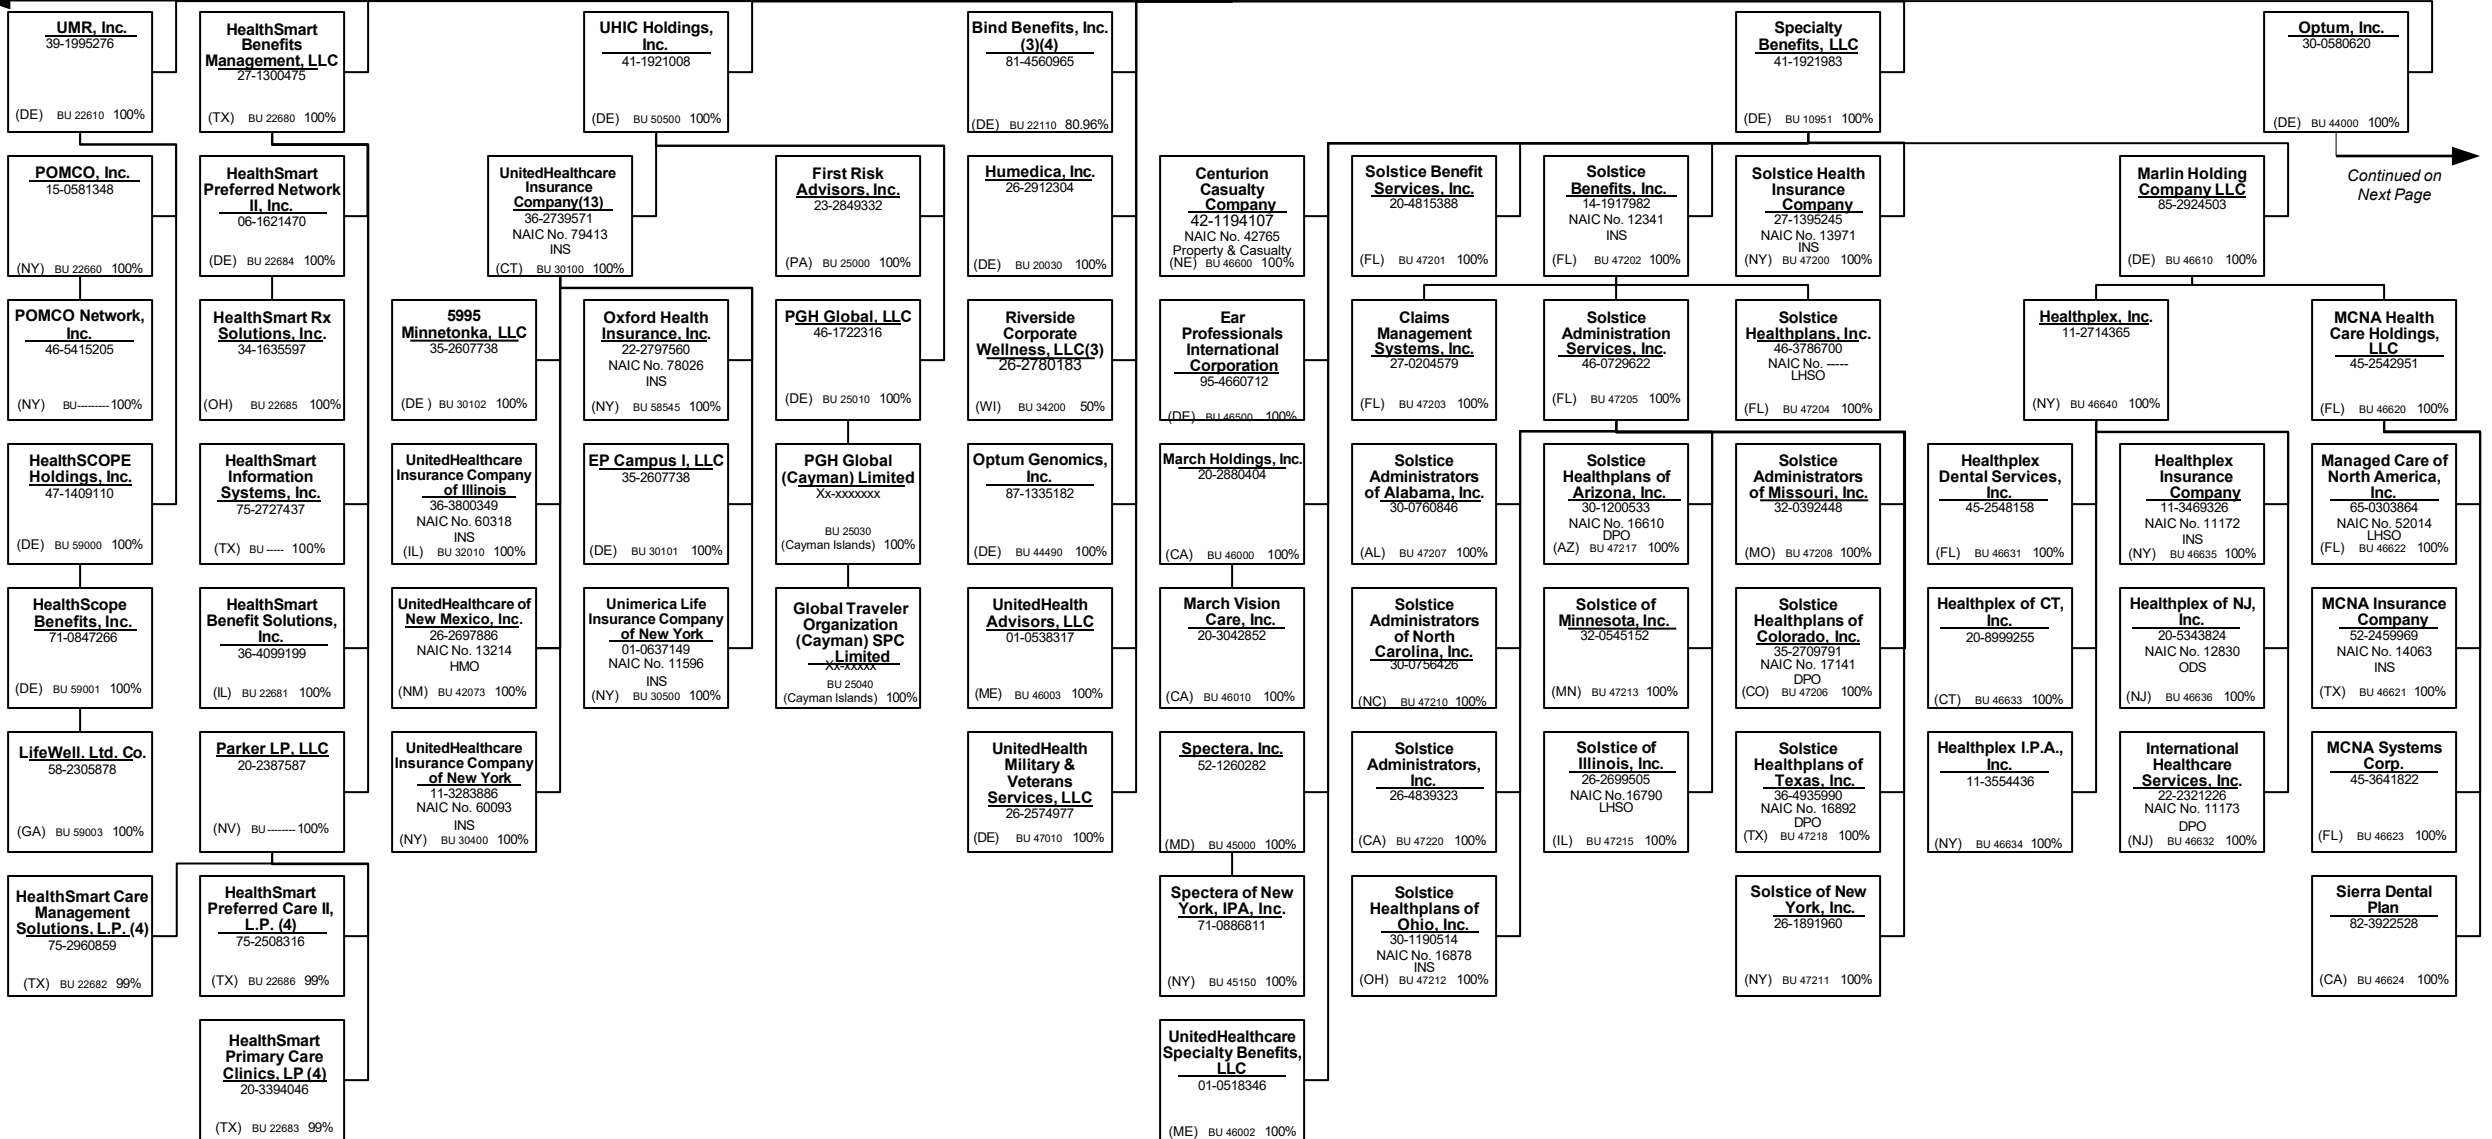 UMR, Inc.
39-1995276
(DE) BU 22610 100%
HealthSmart
Benefits
Management, LLC
27-1300475
(TX) BU 22680 100%
UHIC Holdings,
Inc.
41-1921008
(DE) BU 50500 100%
Bind Benefits, Inc.
(3)(4)
81-4560965
(DE) BU 22110 80.96%
Specialty
Benefits, LLC
41-1921983
(DE) BU 10951 100%
Optum, Inc.
30-0580620
(DE) BU 44000 100%
POMCO, Inc.
15-0581348
(NY) BU 22660 100%
HealthSmart
Preferred Network
II, Inc.
06-1621470
(DE) BU 22684 100%
UnitedHealthcare
Insurance
Company(13)
36-2739571
NAIC No. 79413
INS
(CT) BU 30100 100%
First Risk
Advisors, Inc.
23-2849332
(PA) BU 25000 100%
Humedica, Inc.
26-2912304
(DE) BU 20030 100%
Centurion
Casualty
Company
42-1194107
NAIC No. 42765
Property & Casualty
(NE) BU 46600 100%
Solstice Benefit
Services, Inc.
20-4815388
(FL) BU 47201 100%
Solstice
Benefits, Inc.
14-1917982
NAIC No. 12341
INS
(FL) BU 47202 100%
Solstice Health
Insurance
Company
27-1395245
NAIC No. 13971
INS
(NY) BU 47200 100%
Marlin Holding
Company LLC
85-2924503
(DE) BU 46610 100%
Continued on
Next Page
POMCO Network,
Inc.
46-5415205
(NY) BU--------- 100%
HealthSmart Rx
Solutions, Inc.
34-1635597
(OH) BU 22685 100%
5995
Minnetonka, LLC
35-2607738
(DE ) BU 30102 100%
Oxford Health
Insurance, Inc.
22-2797560
NAIC No. 78026
INS
(NY) BU 58545 100%
PGH Global, LLC
46-1722316
(DE) BU 25010 100%
Riverside
Corporate
Wellness, LLC(3)
26-2780183
(WI) BU 34200 50%
Ear
Professionals
International
Corporation
95-4660712
(DE) BU 46500 100%
Claims
Management
Systems, Inc.
27-0204579
(FL) BU 47203 100%
Solstice
Administration
Services, Inc.
46-0729622
(FL) BU 47205 100%
Solstice
Healthplans, Inc.
46-3786700
NAIC No. -----
LHSO
(FL) BU 47204 100%
Healthplex, Inc.
11-2714365
(NY) BU 46640 100%
MCNA Health
Care Holdings,
LLC
45-2542951
(FL) BU 46620 100%
HealthSCOPE
Holdings, Inc.
47-1409110
(DE) BU 59000 100%
HealthSmart
Information
Systems, Inc.
75-2727437
(TX) BU ----- 100%
UnitedHealthcare
Insurance Company
of Illinois
36-3800349
NAIC No. 60318
INS
(IL) BU 32010 100%
EP Campus I, LLC
35-2607738
(DE) BU 30101 100%
PGH Global
(Cayman) Limited
Xx-xxxxxxx
BU 25030
(Cayman Islands) 100%
Optum Genomics,
Inc.
87-1335182
(DE) BU 44490 100%
March Holdings, Inc.
20-2880404
(CA) BU 46000 100%
Solstice
Administrators
of Alabama, Inc.
30-0760846
(AL) BU 47207 100%
Solstice
Healthplans of
Arizona, Inc.
30-1200533
NAIC No. 16610
DPO
(AZ) BU 47217 100%
Solstice
Administrators
of Missouri, Inc.
32-0392448
(MO) BU 47208 100%
Healthplex
Dental Services,
Inc.
45-2548158
(FL) BU 46631 100%
Healthplex
Insurance
Company
11-3469326
NAIC No. 11172
INS
(NY) BU 46635 100%
Managed Care of
North America,
Inc.
65-0303864
NAIC No. 52014
LHSO
(FL) BU 46622 100%
HealthScope
Benefits, Inc.
71-0847266
(DE) BU 59001 100%
HealthSmart
Benefit Solutions,
Inc.
36-4099199
(IL) BU 22681 100%
UnitedHealthcare of
New Mexico, Inc.
26-2697886
NAIC No. 13214
HMO
(NM) BU 42073 100%
Unimerica Life
Insurance Company
of New York
01-0637149
NAIC No. 11596
INS
(NY) BU 30500 100%
Global Traveler
Organization
(Cayman) SPC
Limited
Xx-xxxxx
BU 25040
(Cayman Islands) 100%
UnitedHealth
Advisors, LLC
01-0538317
(ME) BU 46003 100%
March Vision
Care, Inc.
20-3042852
(CA) BU 46010 100%
Solstice
Administrators
of North
Carolina, Inc.
30-0756426
(NC) BU 47210 100%
Solstice of
Minnesota, Inc.
32-0545152
(MN) BU 47213 100%
Solstice
Healthplans of
Colorado, Inc.
35-2709791
NAIC No. 17141
DPO
(CO) BU 47206 100%
Healthplex of CT,
Inc.
20-8999255
(CT) BU 46633 100%
Healthplex of NJ,
Inc.
20-5343824
NAIC No. 12830
ODS
(NJ) BU 46636 100%
MCNA Insurance
Company
52-2459969
NAIC No. 14063
INS
(TX) BU 46621 100%
LifeWell. Ltd. Co.
58-2305878
(GA) BU 59003 100%
Parker LP, LLC
20-2387587
(NV) BU -------- 100%
UnitedHealthcare
Insurance Company
of New York
11-3283886
NAIC No. 60093
INS
(NY) BU 30400 100%
UnitedHealth
Military &
Veterans
Services, LLC
26-2574977
(DE) BU 47010 100%
Spectera, Inc.
52-1260282
(MD) BU 45000 100%
Solstice
Administrators,
Inc.
26-4839323
(CA) BU 47220 100%
Solstice of
Illinois, Inc.
26-2699505
NAIC No.16790
LHSO
(IL) BU 47215 100%
Solstice
Healthplans of
Texas, Inc.
36-4935990
NAIC No. 16892
DPO
(TX) BU 47218 100%
Healthplex I.P.A.,
Inc.
11-3554436
(NY) BU 46634 100%
International
Healthcare
Services, Inc.
22-2321226
NAIC No. 11173
DPO
(NJ) BU 46632 100%
MCNA Systems
Corp.
45-3641822
(FL) BU 46623 100%
HealthSmart Care
Management
Solutions, L.P. (4)
75-2960859
(TX) BU 22682 99%
HealthSmart
Preferred Care II,
L.P. (4)
75-2508316
(TX) BU 22686 99%
Spectera of New
York, IPA, Inc.
71-0886811
(NY) BU 45150 100%
Solstice
Healthplans of
Ohio, Inc.
30-1190514
NAIC No. 16878
INS
(OH) BU 47212 100%
Solstice of New
York, Inc.
26-1891960
(NY) BU 47211 100%
Sierra Dental
Plan
82-3922528
(CA) BU 46624 100%
HealthSmart
Primary Care
Clinics, LP (4)
20-3394046
(TX) BU 22683 99%
UnitedHealthcare
Specialty Benefits,
LLC
01-0518346
(ME) BU 46002 100%